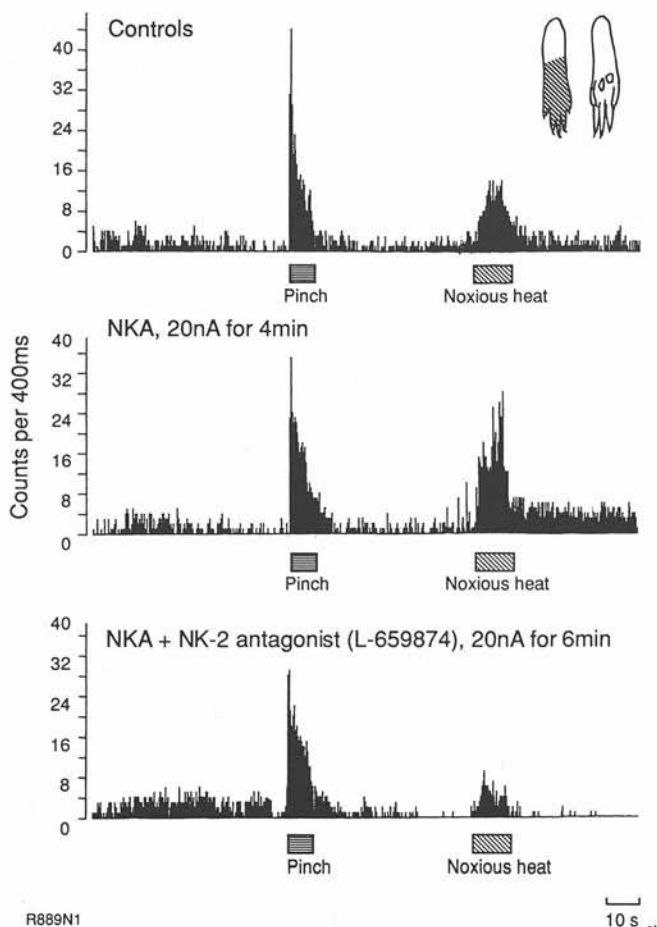 Controls
40
32
24
16
8
0
Pinch
Noxious heat
NKA, 20nA for 4min
40
32
24
16
8
0
Pinch
Noxious heat
Counts per 400ms
NKA + NK-2 antagonist (L-659874), 20nA for 6min
40
32
24
16
8
0
Pinch
Noxious heat
R889N1
10 s